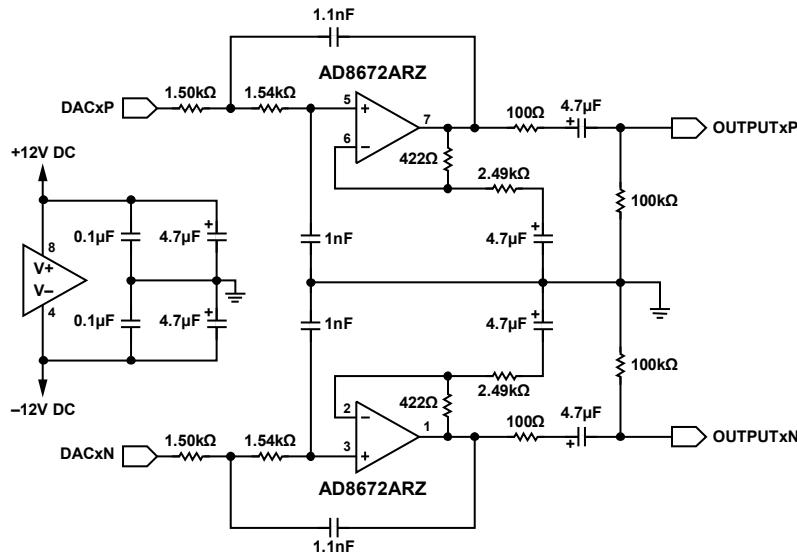 1.1nF
AD8672ARZ
DACxP
1.50kΩ
1.54kΩ
5
+
7
6
–
422Ω
2.49kΩ
100Ω
4.7µF
+
OUTPUTxP
100kΩ
+12V DC
0.1µF
4.7µF
+
8
V+
V–
4
0.1µF
4.7µF
+
–12V DC
1nF
4.7µF
+
1nF
4.7µF
+
100kΩ
2.49kΩ
422Ω
2
–
3
+
1
100Ω
4.7µF
+
OUTPUTxN
DACxN
1.50kΩ
1.54kΩ
AD8672ARZ
1.1nF